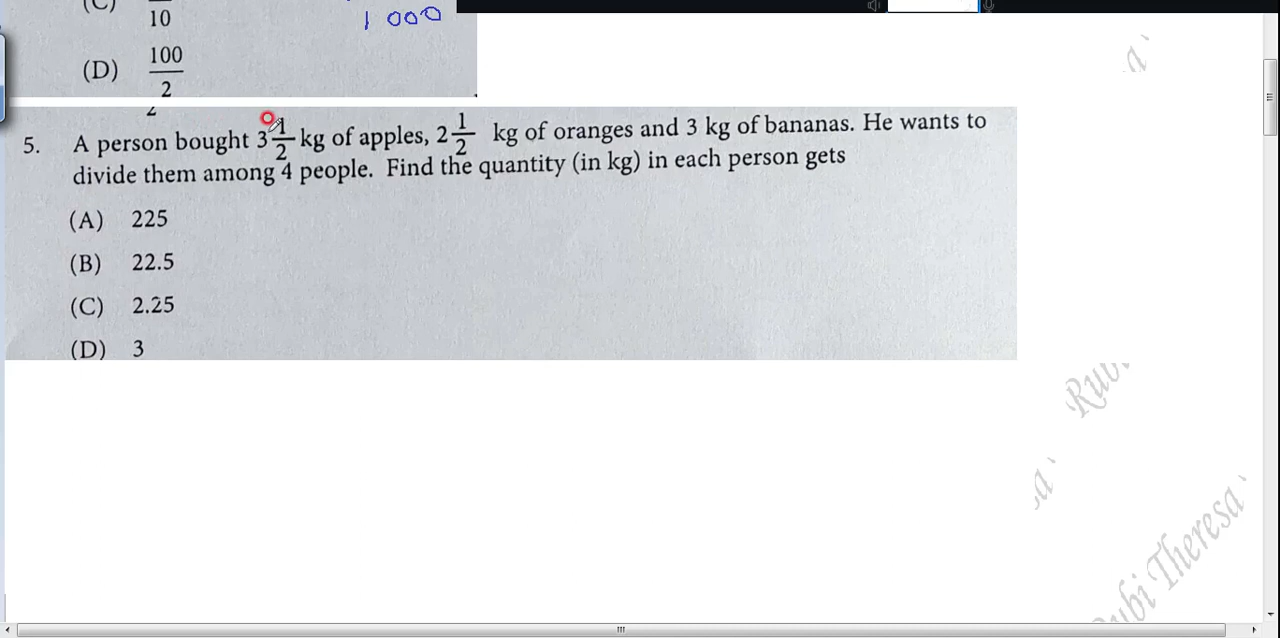 (C)
10
1 000
(D) 100/2
5. A person bought 3 1/2 kg of apples, 2 1/2 kg of oranges and 3 kg of bananas. He wants to
divide them among 4 people. Find the quantity (in kg) in each person gets
(A) 225
(B) 22.5
(C) 2.25
(D) 3
Rubi Theresa